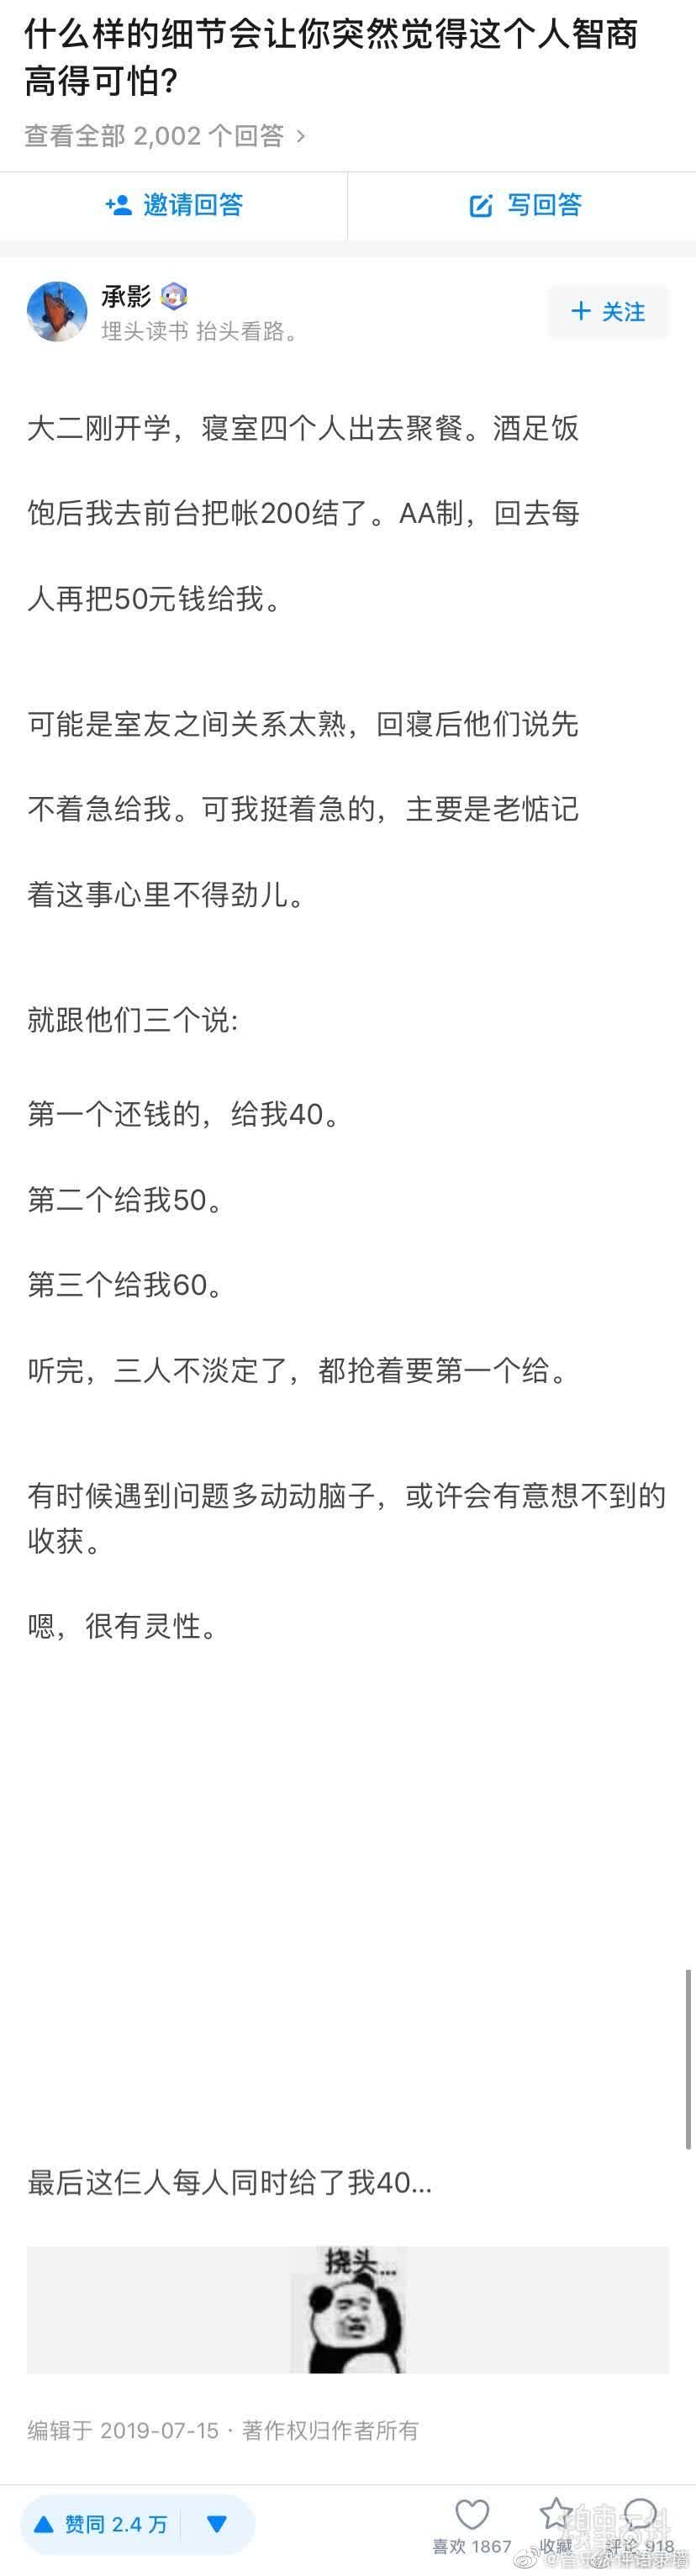 什么样的细节会让你突然觉得这个人智商
高得可怕?
查看全部 2,002 个回答 >
邀请回答
写回答
承影
埋头读书 抬头看路。
+ 关注
大二刚开学，寝室四个人出去聚餐。酒足饭
饱后我去前台把帐200结了。AA制，回去每
人再把50元钱给我。
可能是室友之间关系太熟，回寝后他们说先
不着急给我。可我挺着急的，主要是老惦记
着这事心里不得劲儿。
就跟他们三个说:
第一个还钱的，给我40。
第二个给我50。
第三个给我60。
听完，三人不淡定了，都抢着要第一个给。
有时候遇到问题多动动脑子，或许会有意想不到的
收获。
嗯，很有灵性。
最后这仨人每人同时给了我40...
挠头...
编辑于 2019-07-15 · 著作权归作者所有
赞同 2.4 万
喜欢 1867
收藏
评论 918